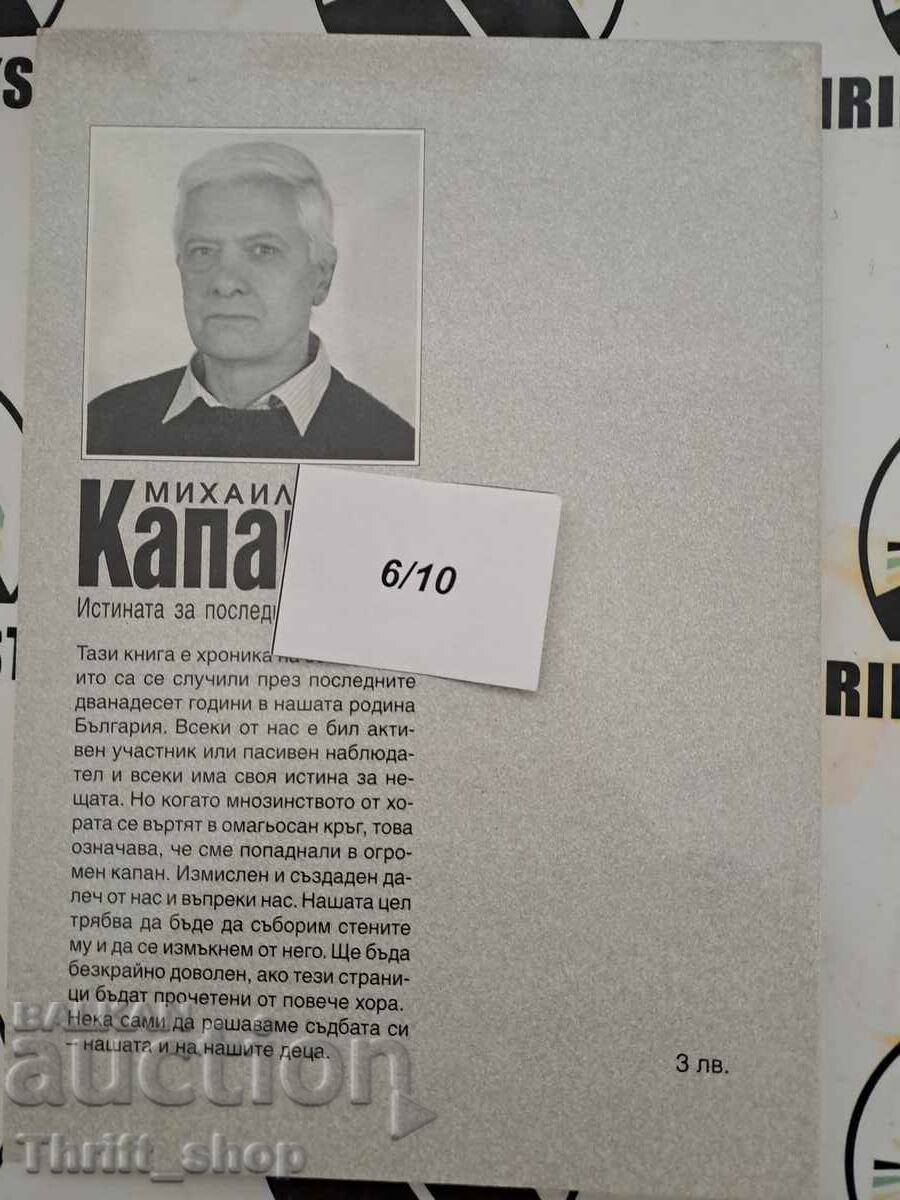 МИХАИЛ
Капа
6/10
Истината за
Тази книга е хроника на
ито са се случили през последните
дванадесет години в нашата родина
България. Всеки от нас е бил акти-
вен участник или пасивен наблюда-
тел и всеки има своя истина за не-
щата. Но когато мнозинството от хо-
рата се въртят в омагьосан кръг, това
означава, че сме попаднали в огро-
мен капан. Измислен и създаден да-
леч от нас и въпреки нас. Нашата цел
трябва да бъде да съборим стените
му и да се измъкнем от него. Ще бъда
безкрайно доволен, ако тези страни-
ци бъдат прочетени от повече хора.
Нека сами да решаваме съдбата си
– нашата и на нашите деца.
3 лв.
BALKAN
auction
Thrift_shop